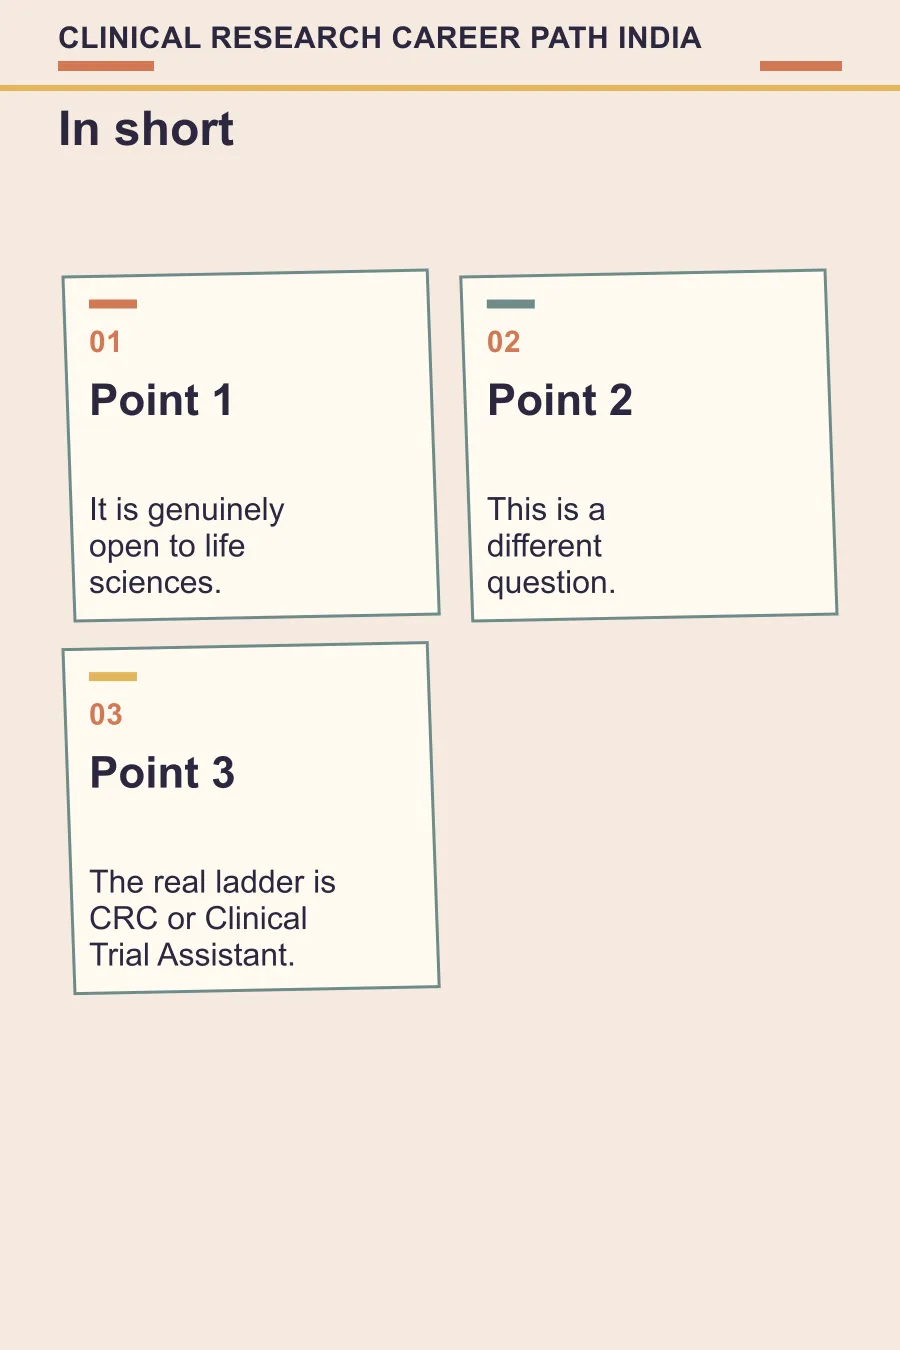 CLINICAL RESEARCH CAREER PATH INDIA
In short
01
Point 1
It is genuinely
open to life
sciences.
02
Point 2
This is a
different
question.
03
Point 3
The real ladder is
CRC or Clinical
Trial Assistant.